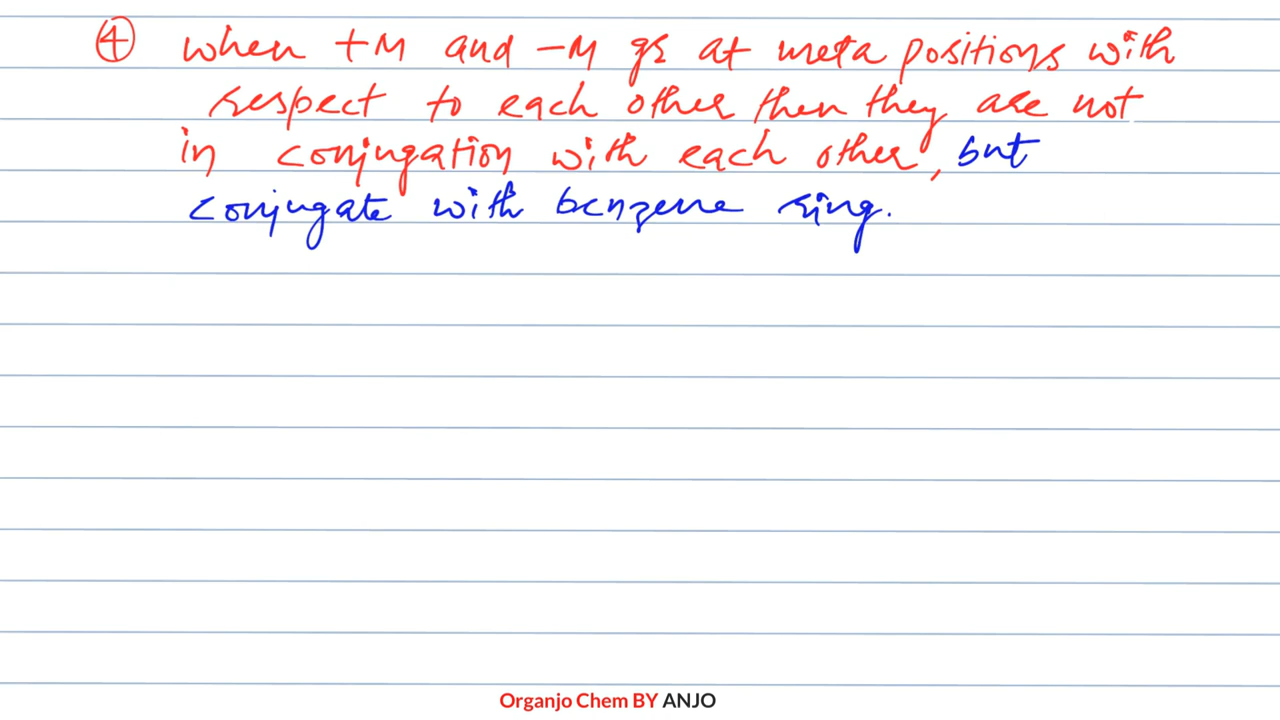 ④ when +M and -M gs at meta positions with
respect to each other then they are not
in conjugation with each other, but
conjugate with benzene ring.
Organjo Chem BY ANJO